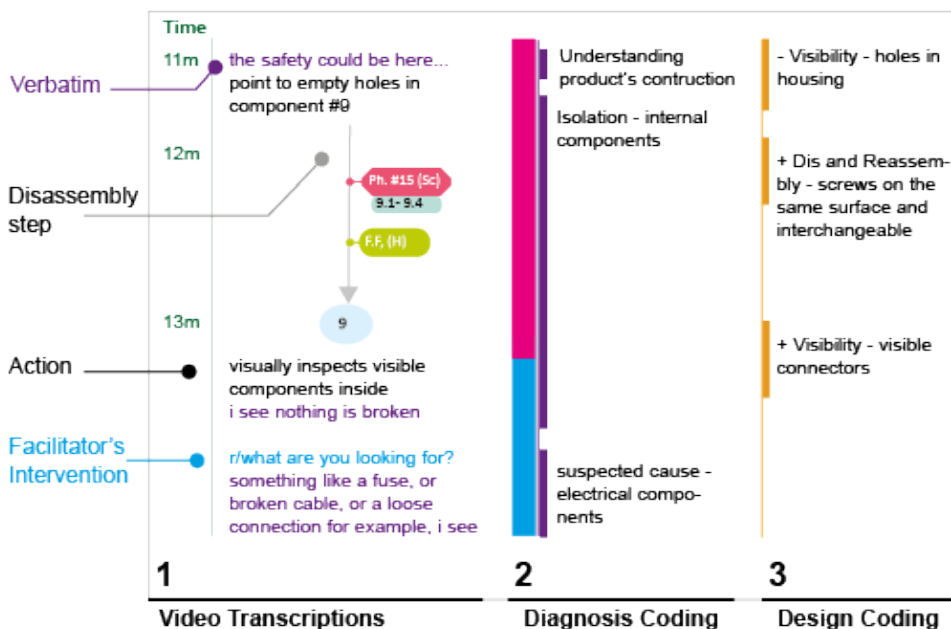 Time
Verbatim
11m
the safety could be here...
point to empty holes in
component #9
12m
Disassembly
step
Ph. #15 (Sc)
9.1- 9.4
F.F, (H)
9
13m
Action
visually inspects visible
components inside
i see nothing is broken
Facilitator's
Intervention
r/what are you looking for?
something like a fuse, or
broken cable, or a loose
connection for example, i see
Understanding
product's contruction
Isolation - internal
components
suspected cause -
electrical compo-
nents
- Visibility - holes in
housing
+ Dis and Reassem-
bly - screws on the
same surface and
interchangeable
+ Visibility - visible
connectors
1
Video Transcriptions
2
Diagnosis Coding
3
Design Coding